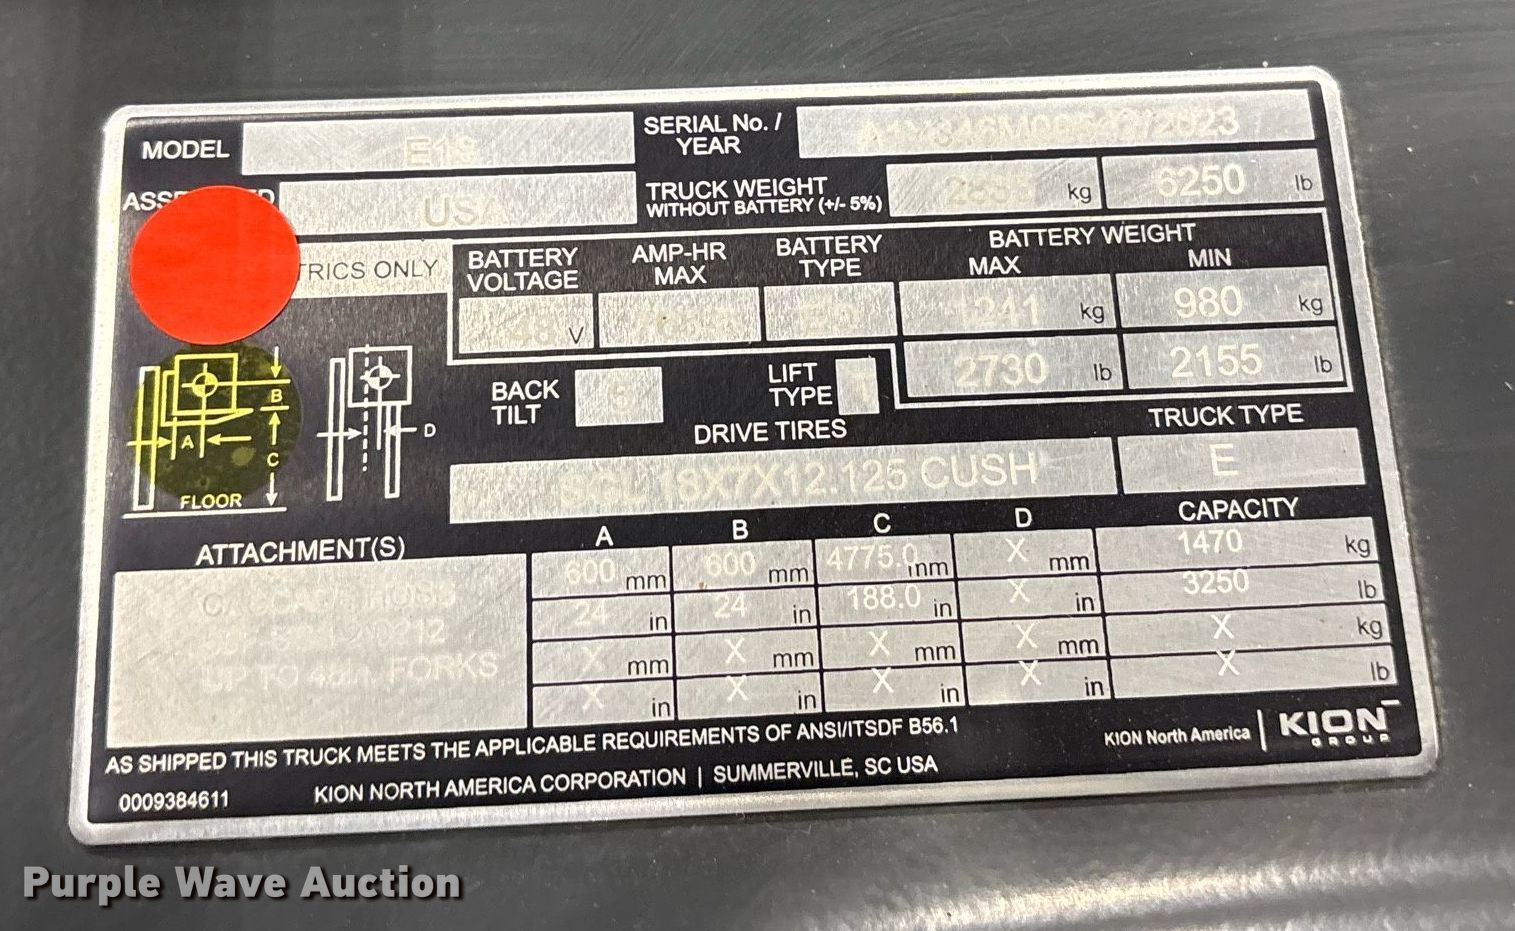 MODEL E18 SERIAL No. / YEAR /2023
USA TRUCK WEIGHT WITHOUT BATTERY (+/- 5%) kg 6250 lb
TRICS ONLY
BATTERY VOLTAGE AMP-HR MAX BATTERY TYPE BATTERY WEIGHT
MAX MIN
48 V 1241 kg 980 kg
2730 lb 2155 lb
BACK TILT LIFT TYPE
DRIVE TIRES TRUCK TYPE
18X7X12.125 CUSH E
A B C D
FLOOR
ATTACHMENT(S) A B C D CAPACITY
600 mm 600 mm 4775.0 mm X mm 1470 kg
24 in 24 in 188.0 in X in 3250 lb
X mm X mm X mm X mm X kg
X in X in X in X in X lb
12
UP TO FORKS
AS SHIPPED THIS TRUCK MEETS THE APPLICABLE REQUIREMENTS OF ANSI/ITSDF B56.1
KION North America | KION GROUP
0009384611 KION NORTH AMERICA CORPORATION | SUMMERVILLE, SC USA
Purple Wave Auction